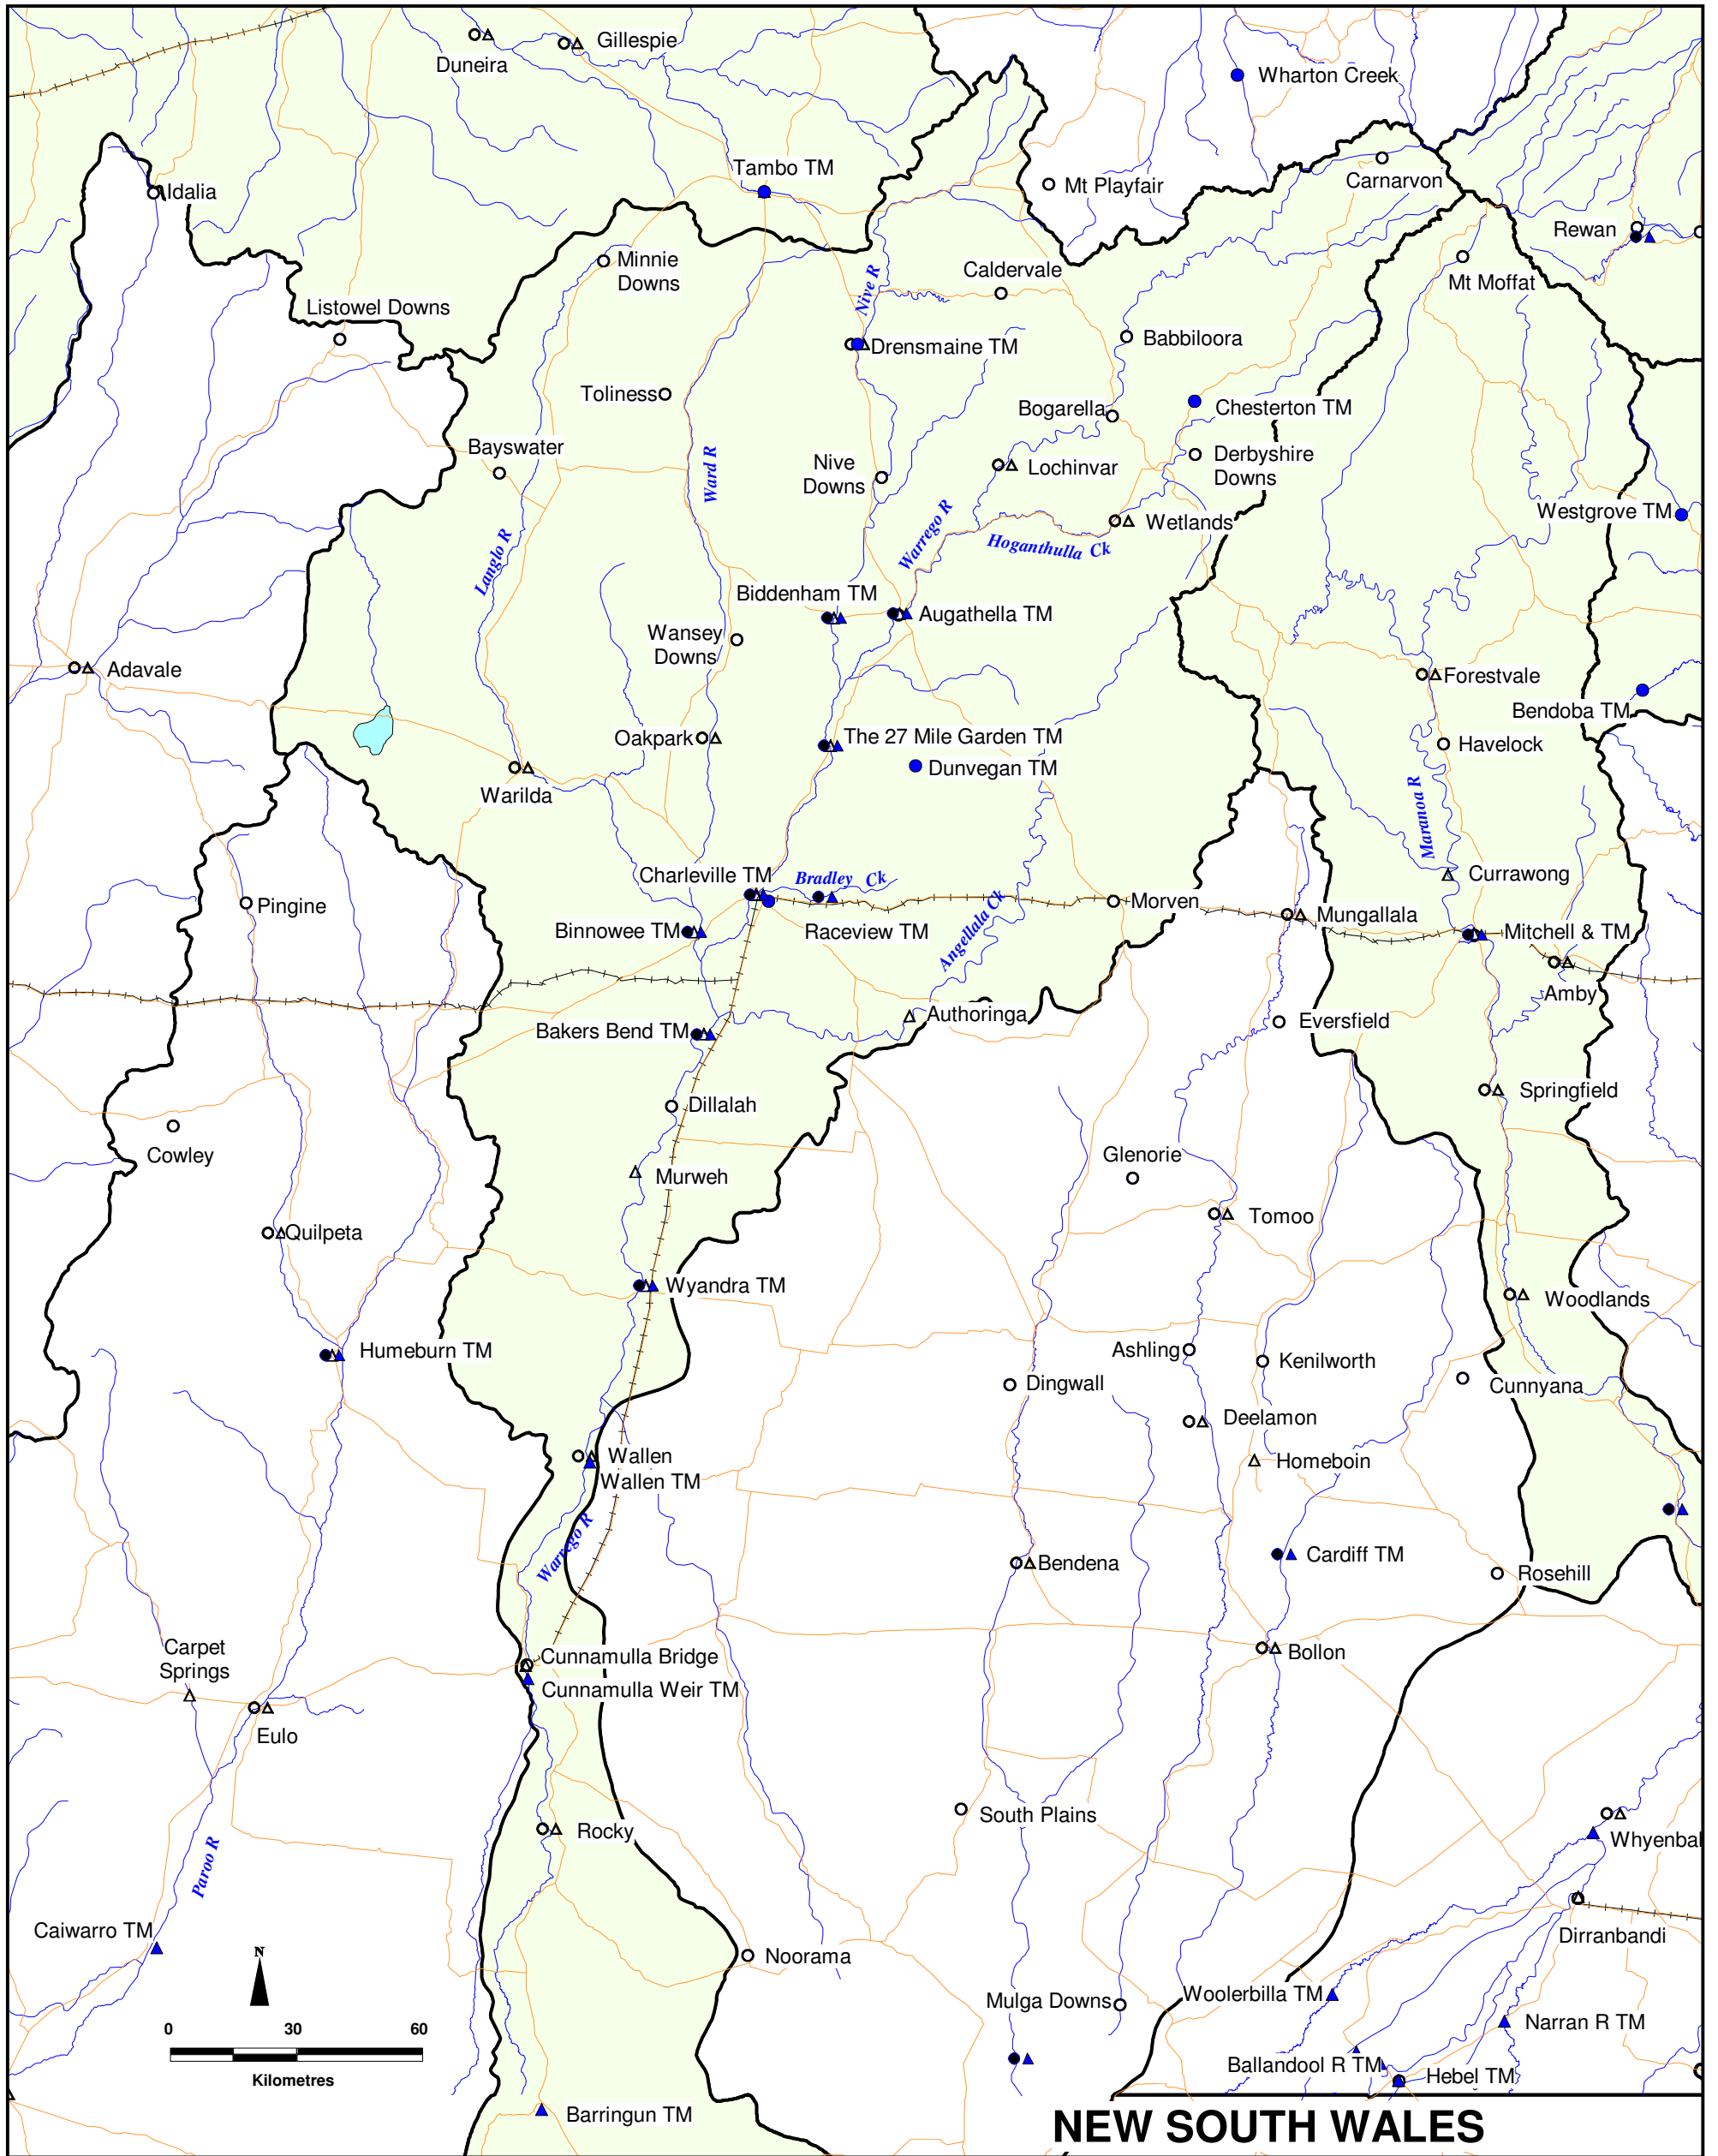 Duneira
Gillespie
Wharton Creek
Tambo TM
Mt Playfair
Carnarvon
Idalia
Rewan
Minnie
Downs
Caldervale
Mt Moffat
Nive R
Listowel Downs
Drensmaine TM
Babbiloora
Toliness
Bogarella
Chesterton TM
Bayswater
Ward R
Nive
Downs
Lochinvar
Derbyshire
Downs
Westgrove TM
Wetlands
Warrego R
Hoganthulla Ck
Langlo R
Biddenham TM
Augathella TM
Wansey
Downs
Adavale
Forestvale
Bendoba TM
Oakpark
The 27 Mile Garden TM
Havelock
Dunvegan TM
Warilda
Maranoa R
Charleville TM
Bradley Ck
Currawong
Pingine
Morven
Mungallala
Binnowee TM
Raceview TM
Angellala Ck
Mitchell & TM
Amby
Authoringa
Eversfield
Bakers Bend TM
Springfield
Dillalah
Cowley
Glenorie
Murweh
Tomoo
Quilpeta
Wyandra TM
Woodlands
Humeburn TM
Ashling
Kenilworth
Dingwall
Cunnyana
Deelamon
Wallen
Homeboin
Wallen TM
Warrego R
Bendena
Cardiff TM
Rosehill
Carpet
Springs
Cunnamulla Bridge
Bollon
Cunnamulla Weir TM
Eulo
South Plains
Rocky
Whyenbal
Paroo R
Caiwarro TM
Dirranbandi
N
Noorama
Mulga Downs
Woolerbilla TM
Narran R TM
0 30 60
Kilometres
Ballandool R TM
Hebel TM
Barringun TM
NEW SOUTH WALES